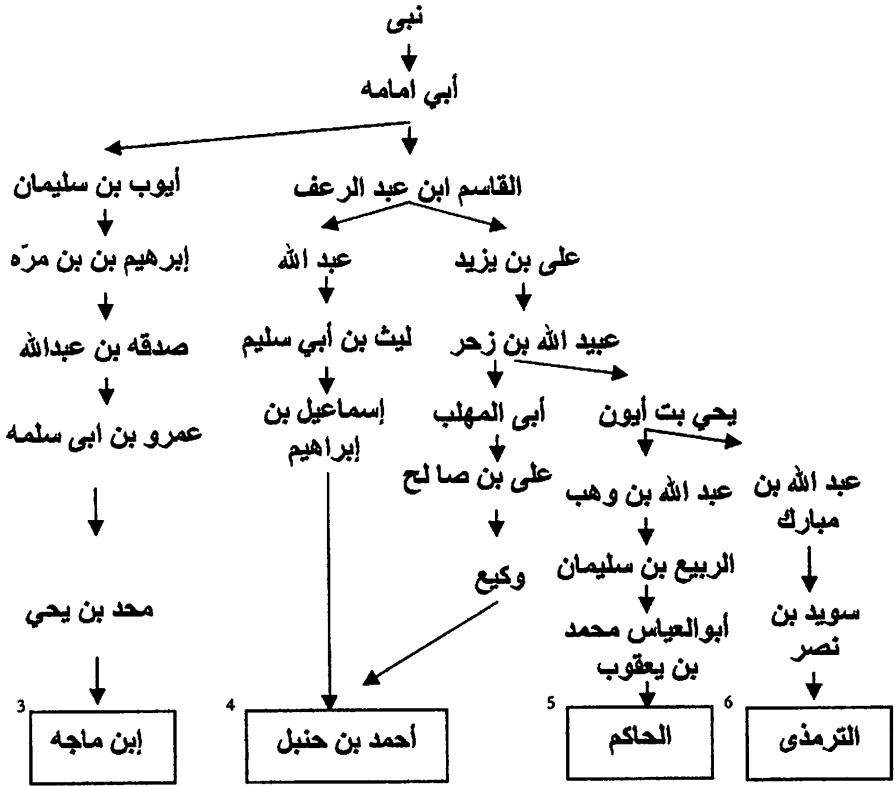 نبى
أبي امامه
أيوب بن سليمان
القاسم ابن عبد الرعف
إبرهيم بن بن مرّه
عبد الله
على بن يزيد
صدقه بن عبدالله
ليث بن أبي سليم
عبيد الله بن زحر
عمرو بن ابى سلمه
إسماعيل بن
إبراهيم
أبى المهلب
يحي بت أيون
على بن صالح
عبد الله بن وهب
عبد الله بن
مبارك
وكيع
الربيع بن سليمان
محد بن يحي
أبوالعياس محمد
بن يعقوب
سويد بن
نصر
3
إبن ماجه
4
أحمد بن حنبل
5
الحاكم
6
الترمذى